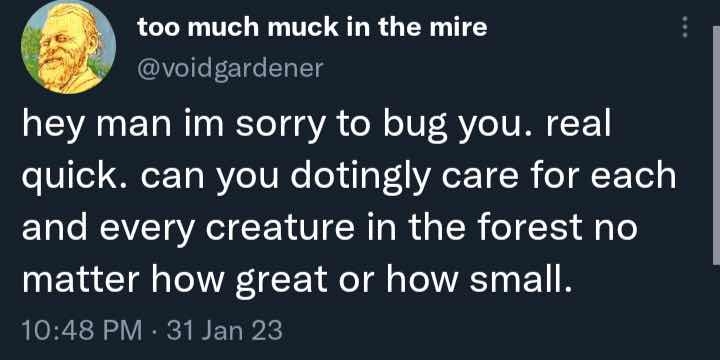 too much muck in the mire
@voidgardener
hey man im sorry to bug you. real
quick. can you dotingly care for each
and every creature in the forest no
matter how great or how small.
10:48 PM · 31 Jan 23